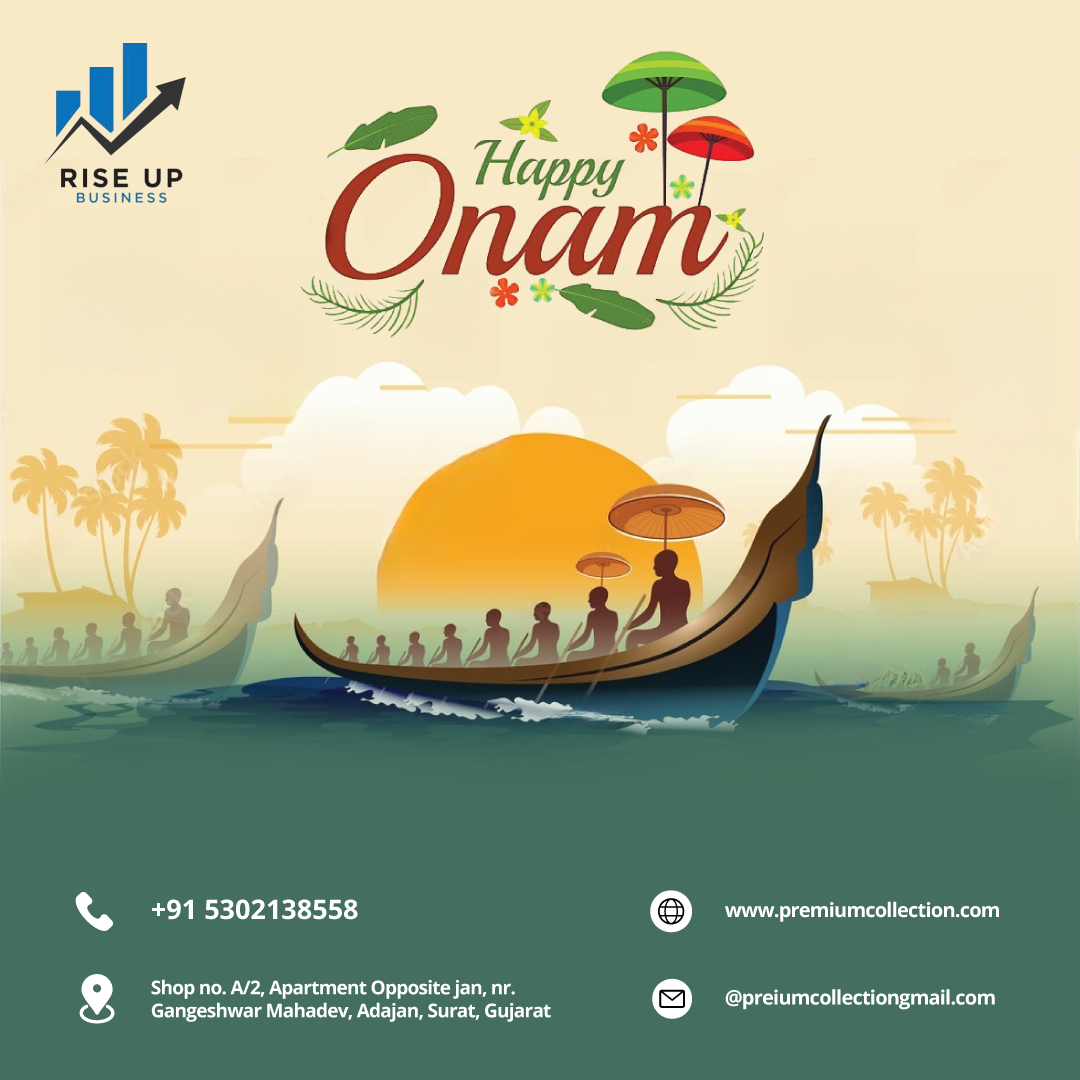 RISE UP
BUSINESS
Happy
Onam
+91 5302138558
www.premiumcollection.com
Shop no. A/2, Apartment Opposite jan, nr.
Gangeshwar Mahadev, Adajan, Surat, Gujarat
@preiumcollectiongmail.com